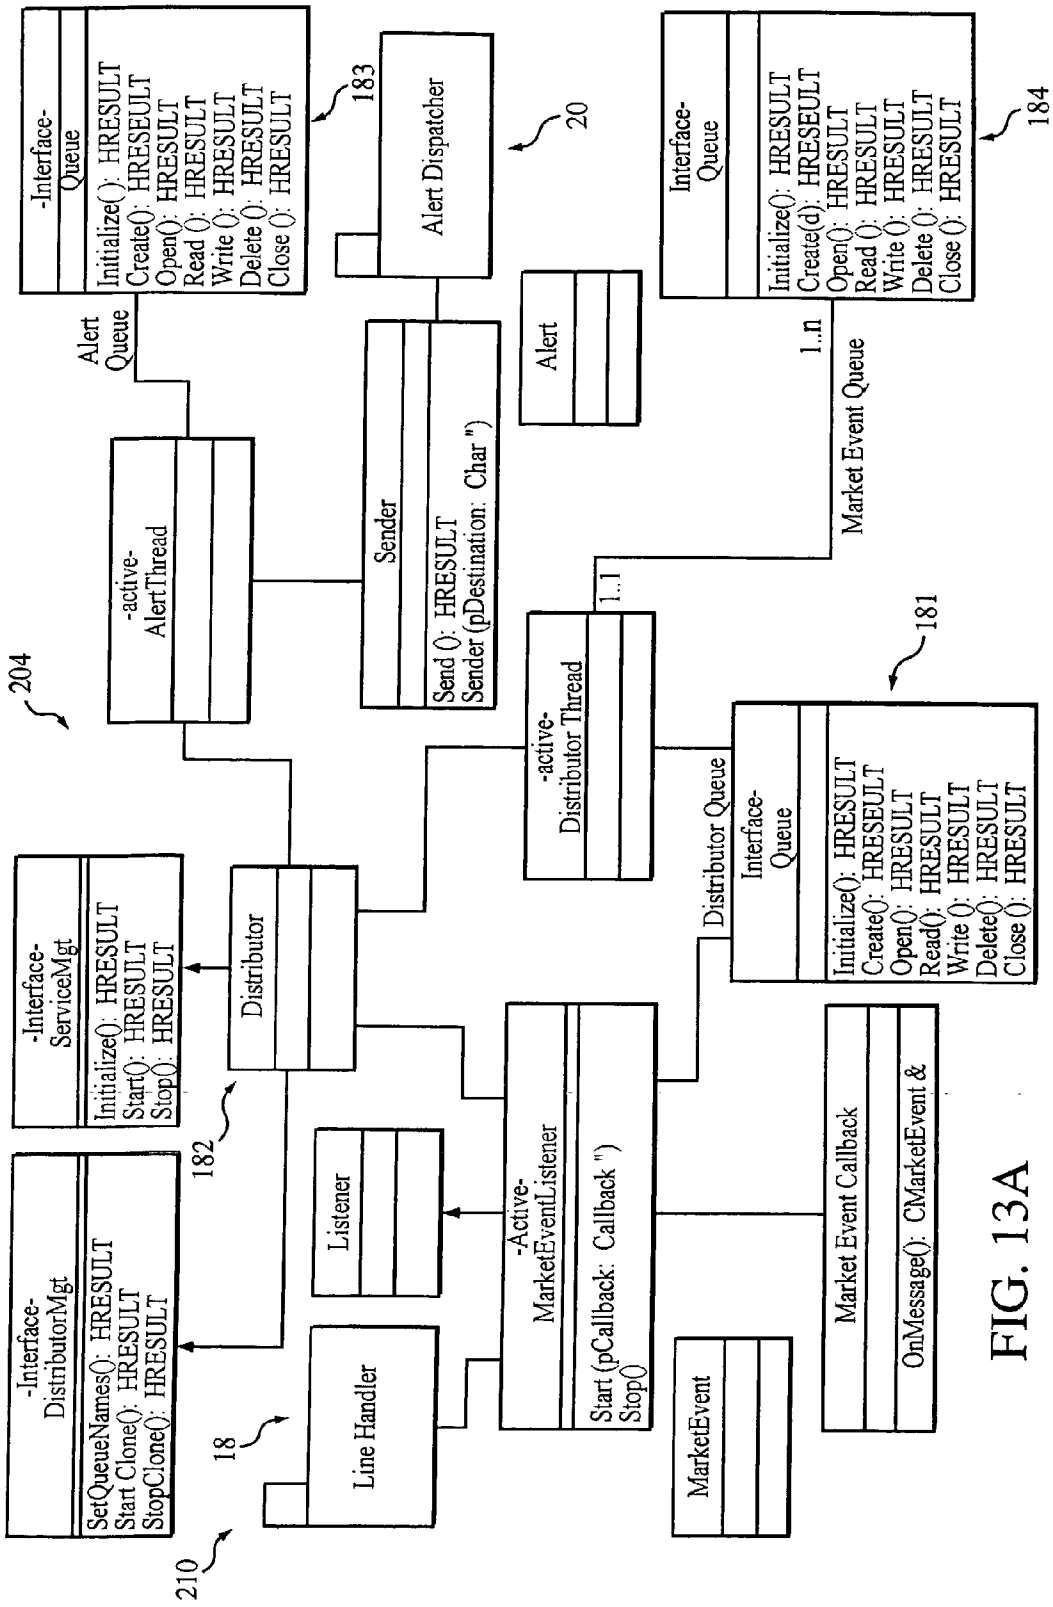 204
210
-Interface-
DistributorMgt
SetQueueNames(): HRESULT
Start Clone(): HRESULT
StopClone(): HRESULT
-Interface-
ServiceMgt
Initialize(): HRESULT
Start(): HRESULT
Stop(): HRESULT
-active-
AlertThread
Alert
Queue
-Interface-
Queue
Initialize(): HRESULT
Create(): HRESEULT
Open(): HRESULT
Read (): HRESULT
Write (): HRESULT
Delete (): HRESULT
Close (): HRESULT
183
182
Distributor
18
Line Handler
Listener
Sender
Send (): HRESULT
Sender (pDestination: Char ")
Alert Dispatcher
20
-Active-
MarketEventListener
Start (pCallback: Callback ")
Stop()
-active-
Distributor Thread
1..1
Alert
MarketEvent
Market Event Callback
OnMessage(): CMarketEvent &
Distributor Queue
Interface-
Queue
Initialize(): HRESULT
Create(): HRESEULT
Open(): HRESULT
Read(): HRESULT
Write (): HRESULT
Delete(): HRESULT
Close (): HRESULT
181
Market Event Queue
1..n
Interface-
Queue
Initialize(): HRESULT
Create(d): HRESEULT
Open(): HRESULT
Read (): HRESULT
Write (): HRESULT
Delete (): HRESULT
Close (): HRESULT
184
FIG. 13A